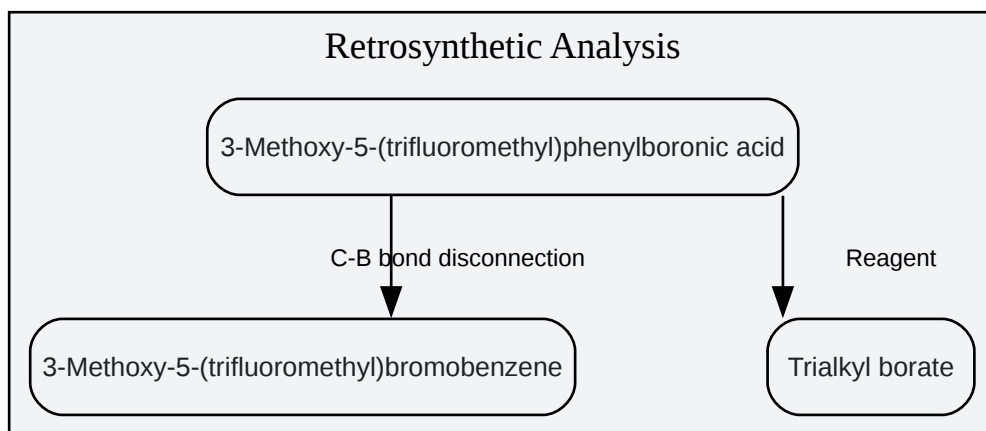 Retrosynthetic Analysis
3-Methoxy-5-(trifluoromethyl)phenylboronic acid
C-B bond disconnection
Reagent
3-Methoxy-5-(trifluoromethyl)bromobenzene
Trialkyl borate